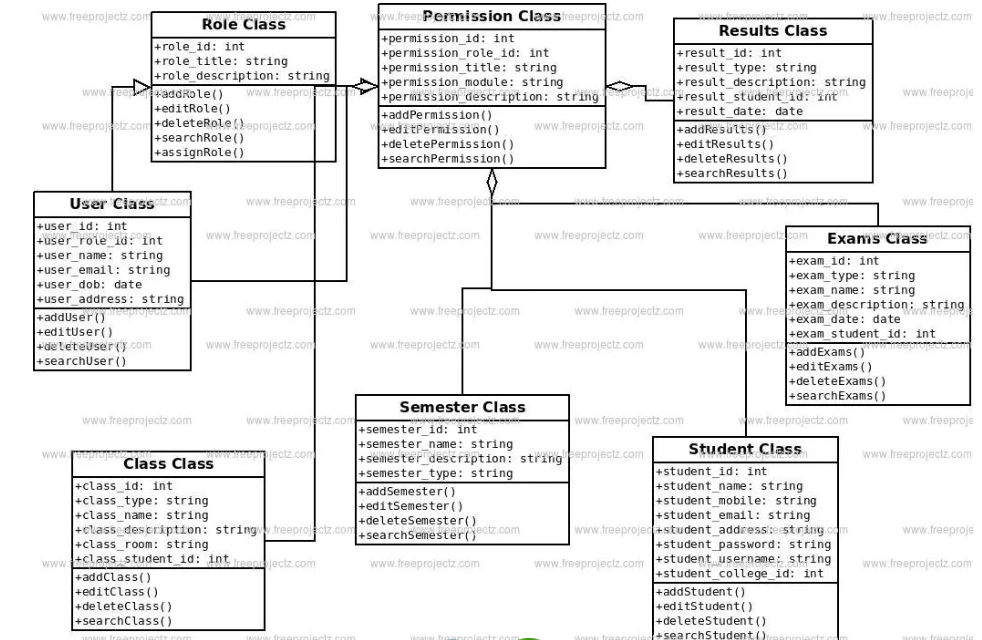 Role Class
+role_id: int
+role_title: string
+role_description: string
+addRole()
+editRole()
+deleteRole()
+searchRole()
+assignRole()
Permission Class
+permission_id: int
+permission_role_id: int
+permission_title: string
+permission_module: string
+permission_description: string
+addPermission()
+editPermission()
+deletePermission()
+searchPermission()
Results Class
+result_id: int
+result_type: string
+result_description: string
+result_student_id: int
+result_date: date
+addResults()
+editResults()
+deleteResults()
+searchResults()
User Class
+user_id: int
+user_role_id: int
+user_name: string
+user_email: string
+user_dob: date
+user_address: string
+addUser()
+editUser()
+deleteUser()
+searchUser()
Exams Class
+exam_id: int
+exam_type: string
+exam_name: string
+exam_description: string
+exam_date: date
+exam_student_id: int
+addExams()
+editExams()
+deleteExams()
+searchExams()
Semester Class
+semester_id: int
+semester_name: string
+semester_description: string
+semester_type: string
+addSemester()
+editSemester()
+deleteSemester()
+searchSemester()
Class Class
+class_id: int
+class_type: string
+class_name: string
+class_description: string
+class_room: string
+class_student_id: int
+addClass()
+editClass()
+deleteClass()
+searchClass()
Student Class
+student_id: int
+student_name: string
+student_mobile: string
+student_email: string
+student_address: string
+student_password: string
+student_username: string
+student_college_id: int
+addStudent()
+editStudent()
+deleteStudent()
+searchStudent()
www.freeprojectz.com